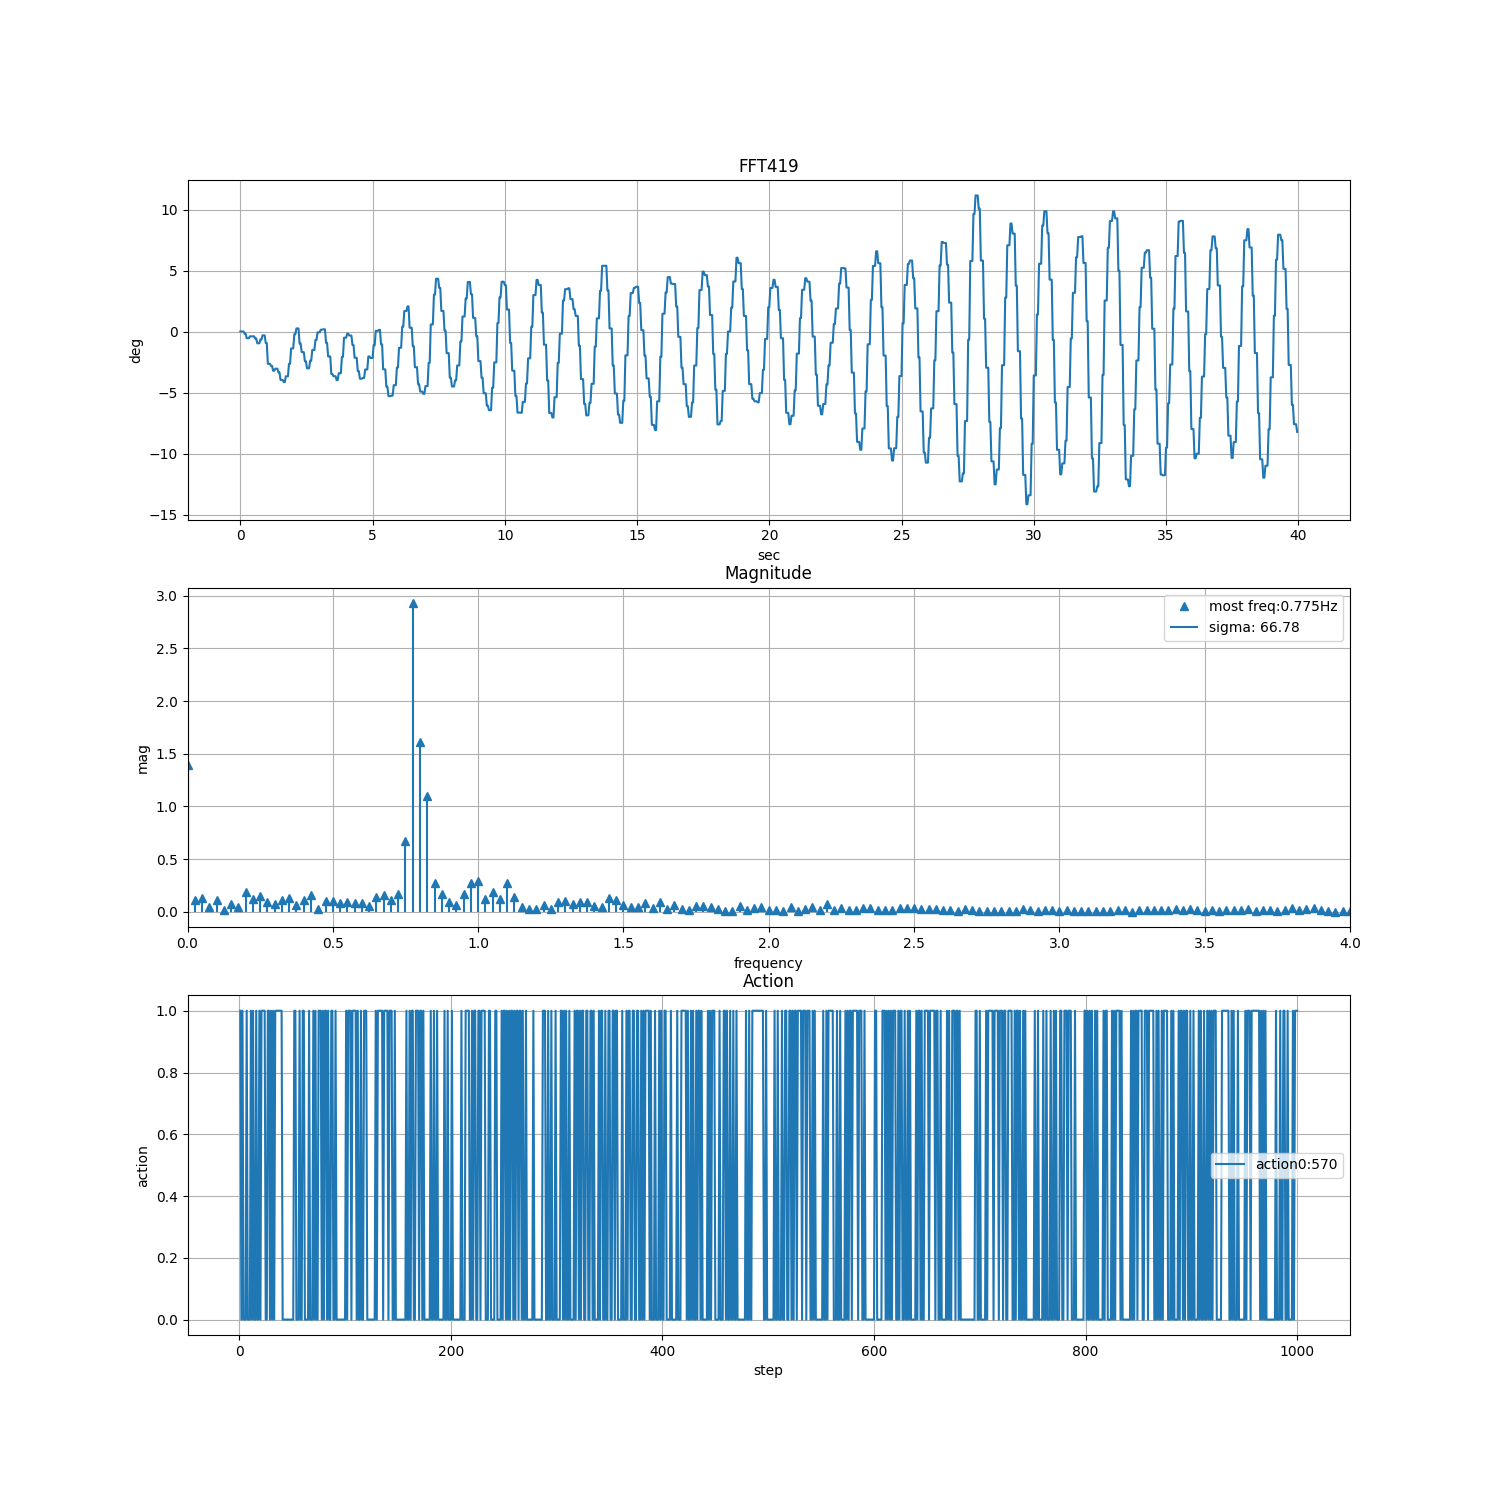 FFT419
10
5
0
−5
−10
−15
deg
0 5 10 15 20 25 30 35 40
sec
Magnitude
3.0
2.5
2.0
1.5
1.0
0.5
0.0
mag
most freq:0.775Hz
sigma: 66.78
0.0 0.5 1.0 1.5 2.0 2.5 3.0 3.5 4.0
frequency
Action
1.0
0.8
0.6
0.4
0.2
0.0
action
action0:570
0 200 400 600 800 1000
step